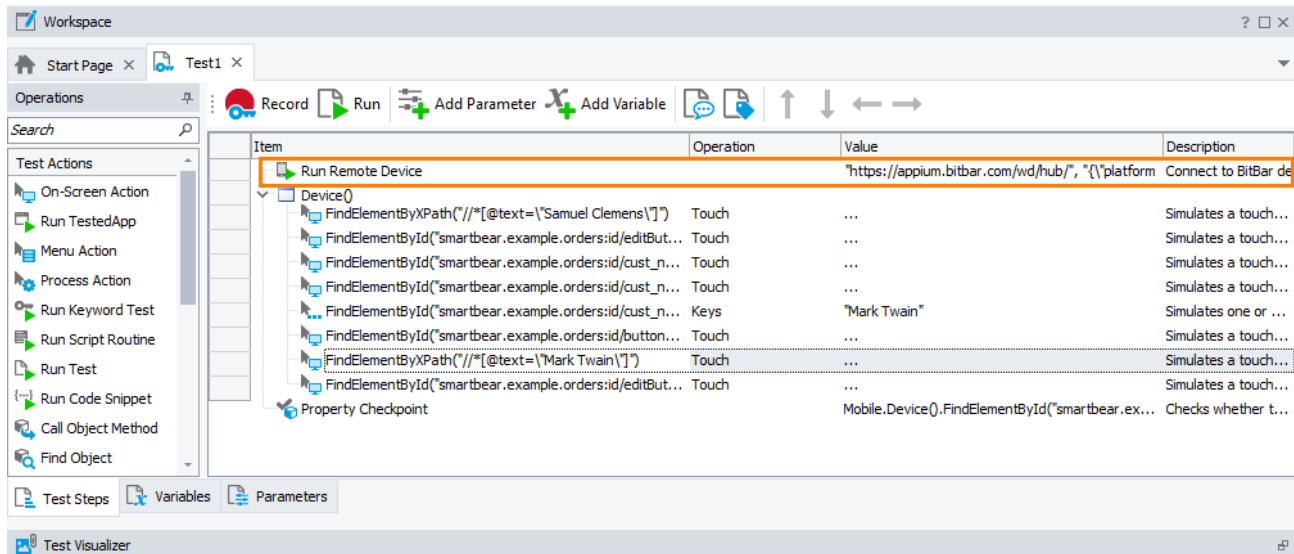 Workspace
Start Page
Test1
Operations
Record Run Add Parameter Add Variable
Search
Item Operation Value Description
Test Actions
Run Remote Device "https://appium.bitbar.com/wd/hub/", "{\"platform Connect to BitBar de
On-Screen Action
Device()
FindElementByXPath("//*[@text=\"Samuel Clemens\"]") Touch ... Simulates a touch...
Run TestedApp
FindElementById("smartbear.example.orders:id/editBut... Touch ... Simulates a touch...
Menu Action
FindElementById("smartbear.example.orders:id/cust_n... Touch ... Simulates a touch...
Process Action
FindElementById("smartbear.example.orders:id/cust_n... Touch ... Simulates a touch...
Run Keyword Test
FindElementById("smartbear.example.orders:id/cust_n... Keys "Mark Twain" Simulates one or ...
Run Script Routine
FindElementById("smartbear.example.orders:id/button... Touch ... Simulates a touch...
Run Test
FindElementByXPath("//*[@text=\"Mark Twain\"]") Touch ... Simulates a touch...
Run Code Snippet
FindElementById("smartbear.example.orders:id/editBut... Touch ... Simulates a touch...
Call Object Method
Property Checkpoint Mobile.Device().FindElementById("smartbear.ex... Checks whether t...
Find Object
Test Steps Variables Parameters
Test Visualizer